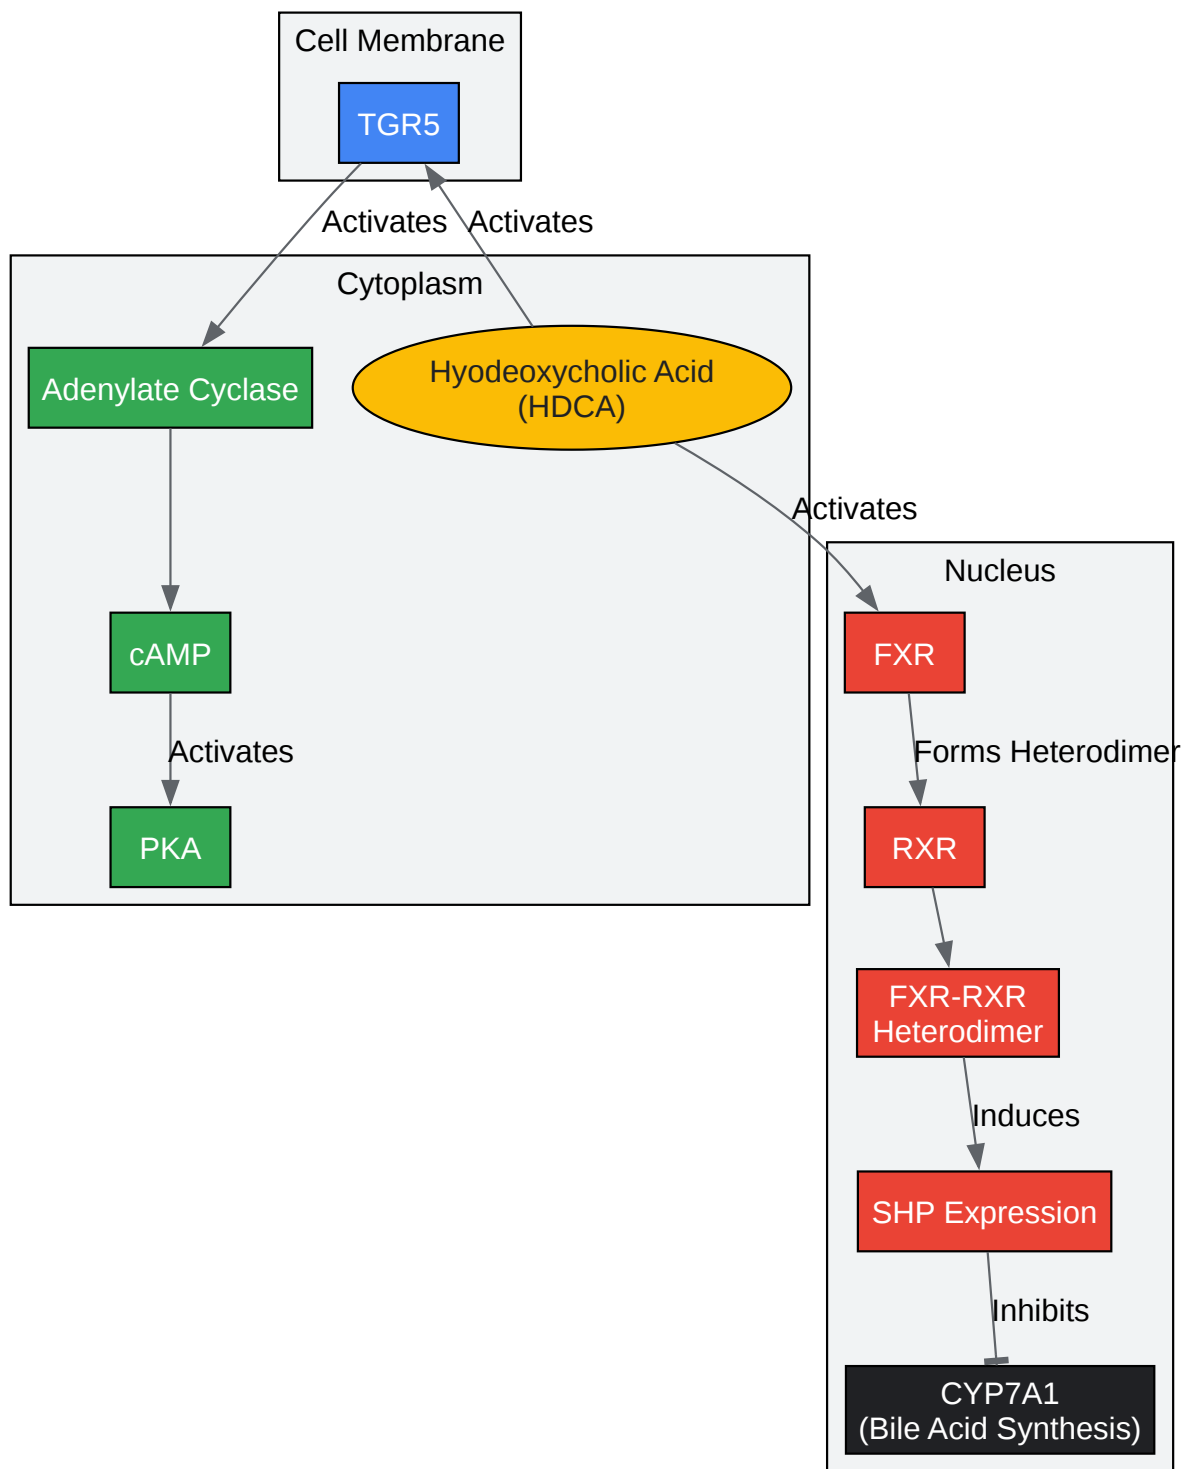 Cell Membrane
TGR5
Activates
Activates
Cytoplasm
Adenylate Cyclase
Hyodeoxycholic Acid
(HDCA)
Activates
Nucleus
cAMP
FXR
Activates
Forms Heterodimer
PKA
RXR
FXR-RXR
Heterodimer
Induces
SHP Expression
Inhibits
CYP7A1
(Bile Acid Synthesis)